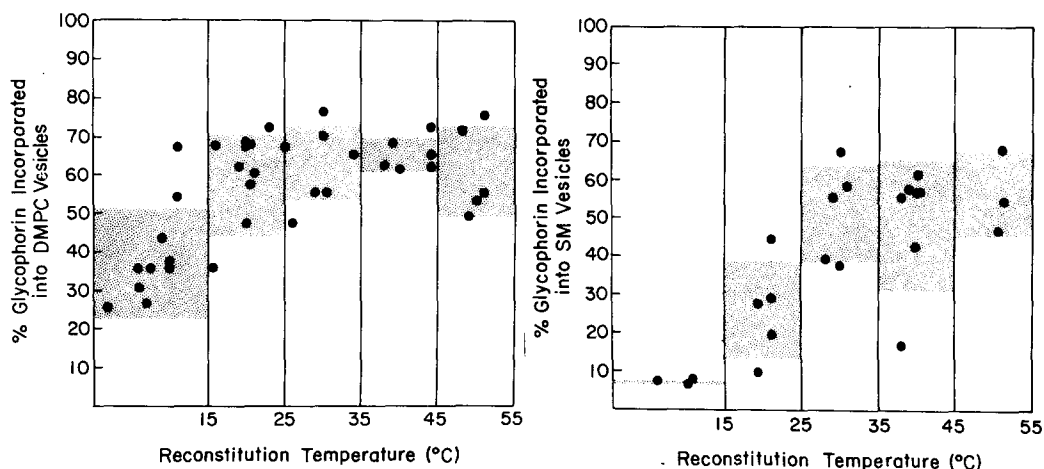 % Glycophorin Incorporated
into DMPC Vesicles
100
90
80
70
60
50
40
30
20
10
15 25 35 45 55
Reconstitution Temperature (°C)
% Glycophorin Incorporated
into SM Vesicles
100
90
80
70
60
50
40
30
20
10
15 25 35 45 55
Reconstitution Temperature (°C)